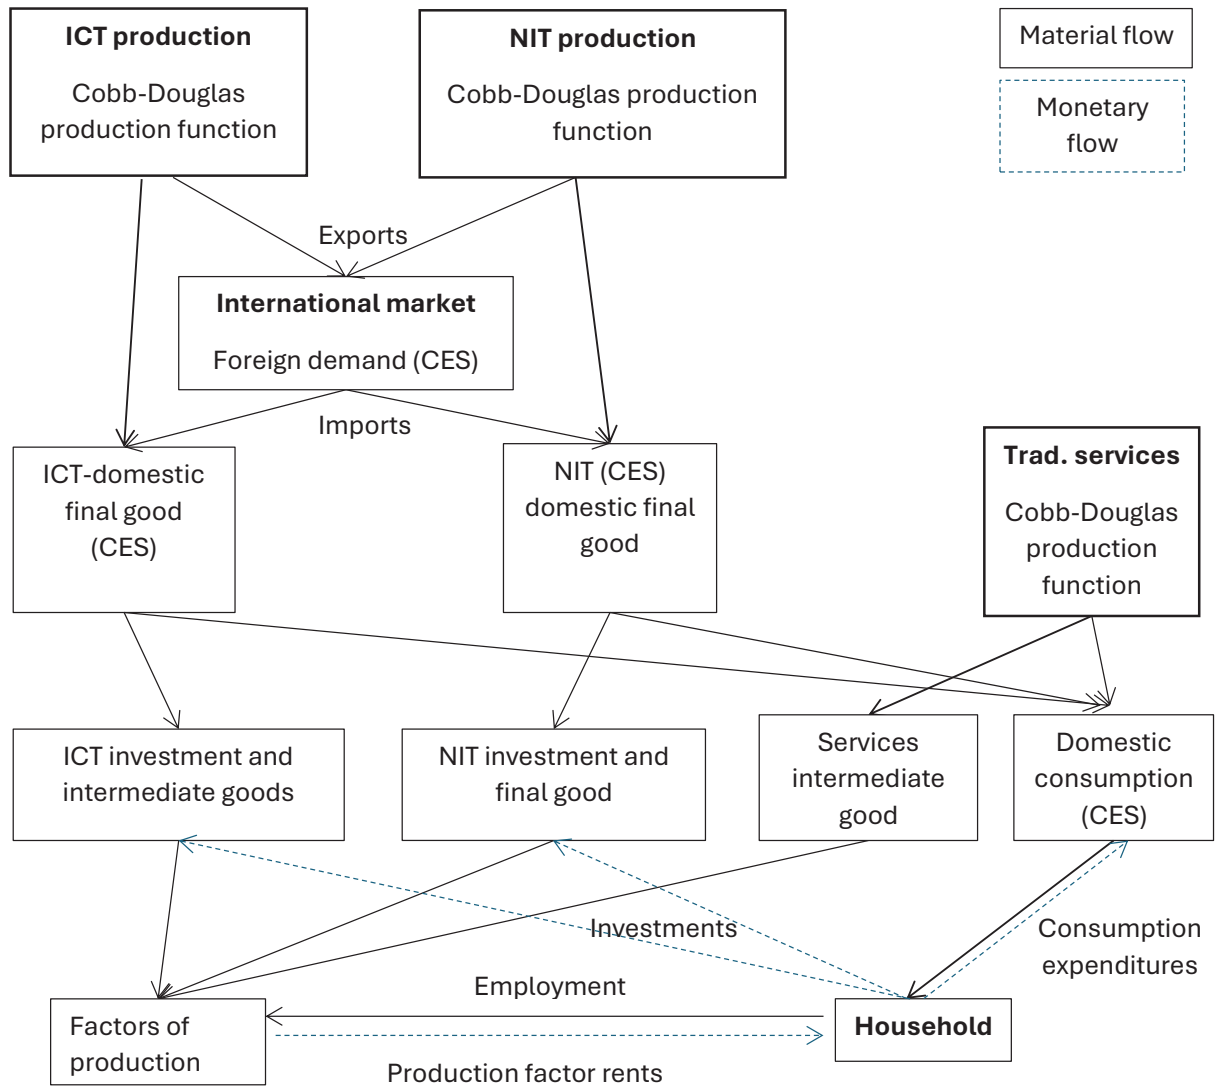 ICT production
Cobb-Douglas
production function
NIT production
Cobb-Douglas production
function
Material flow
Monetary
flow
Exports
International market
Foreign demand (CES)
Imports
ICT-domestic
final good
(CES)
NIT (CES)
domestic final
good
Trad. services
Cobb-Douglas
production
function
ICT investment and
intermediate goods
NIT investment and
final good
Services
intermediate
good
Domestic
consumption
(CES)
Investments
Consumption
expenditures
Employment
Factors of
production
Household
Production factor rents